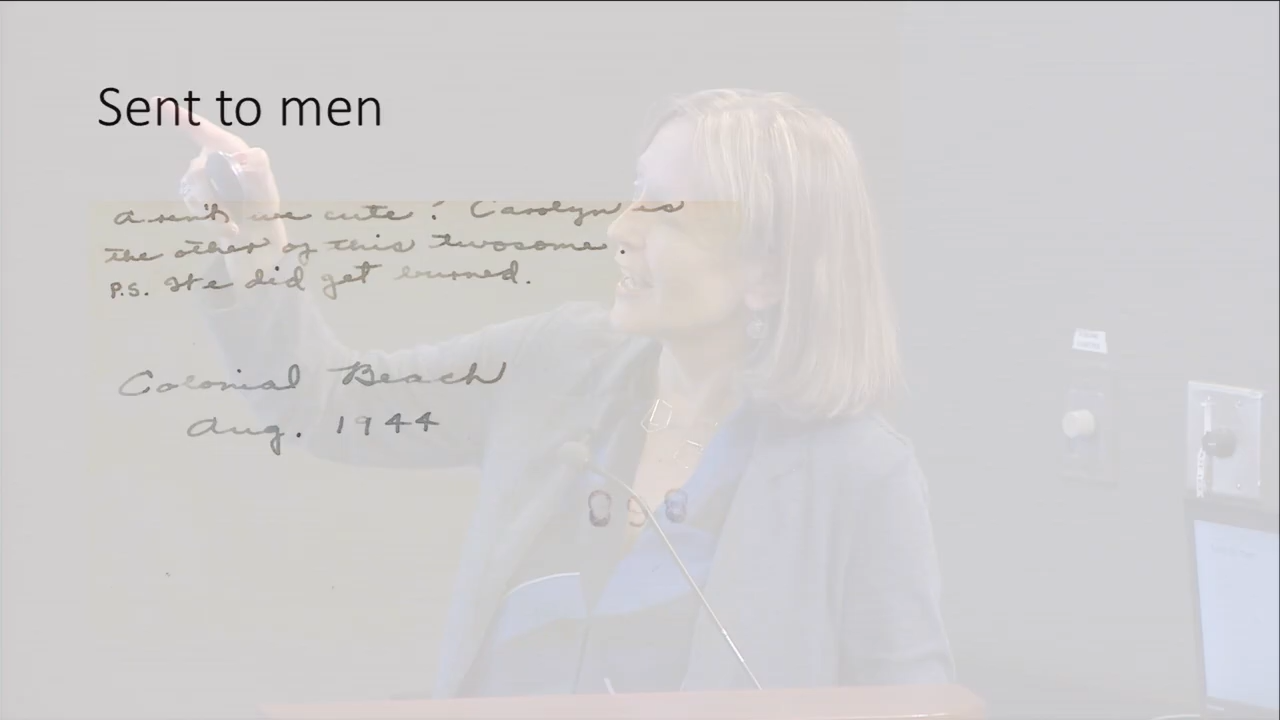 Sent to men
Aren't we cute! Carolyn is
the other of this twosome.
P.S. He did get burned.
Colonial Beach
Aug. 1944